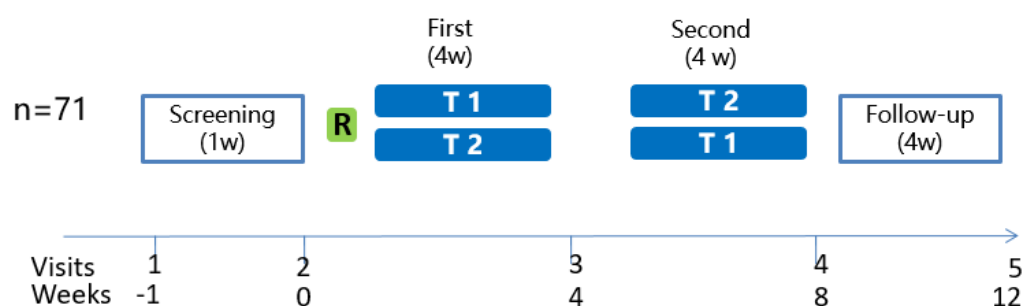 First
(4w)
Second
(4 w)
n=71
Screening
(1w)
R
T 1
T 2
T 2
T 1
Follow-up
(4w)
Visits 1 2 3 4 5
Weeks -1 0 4 8 12